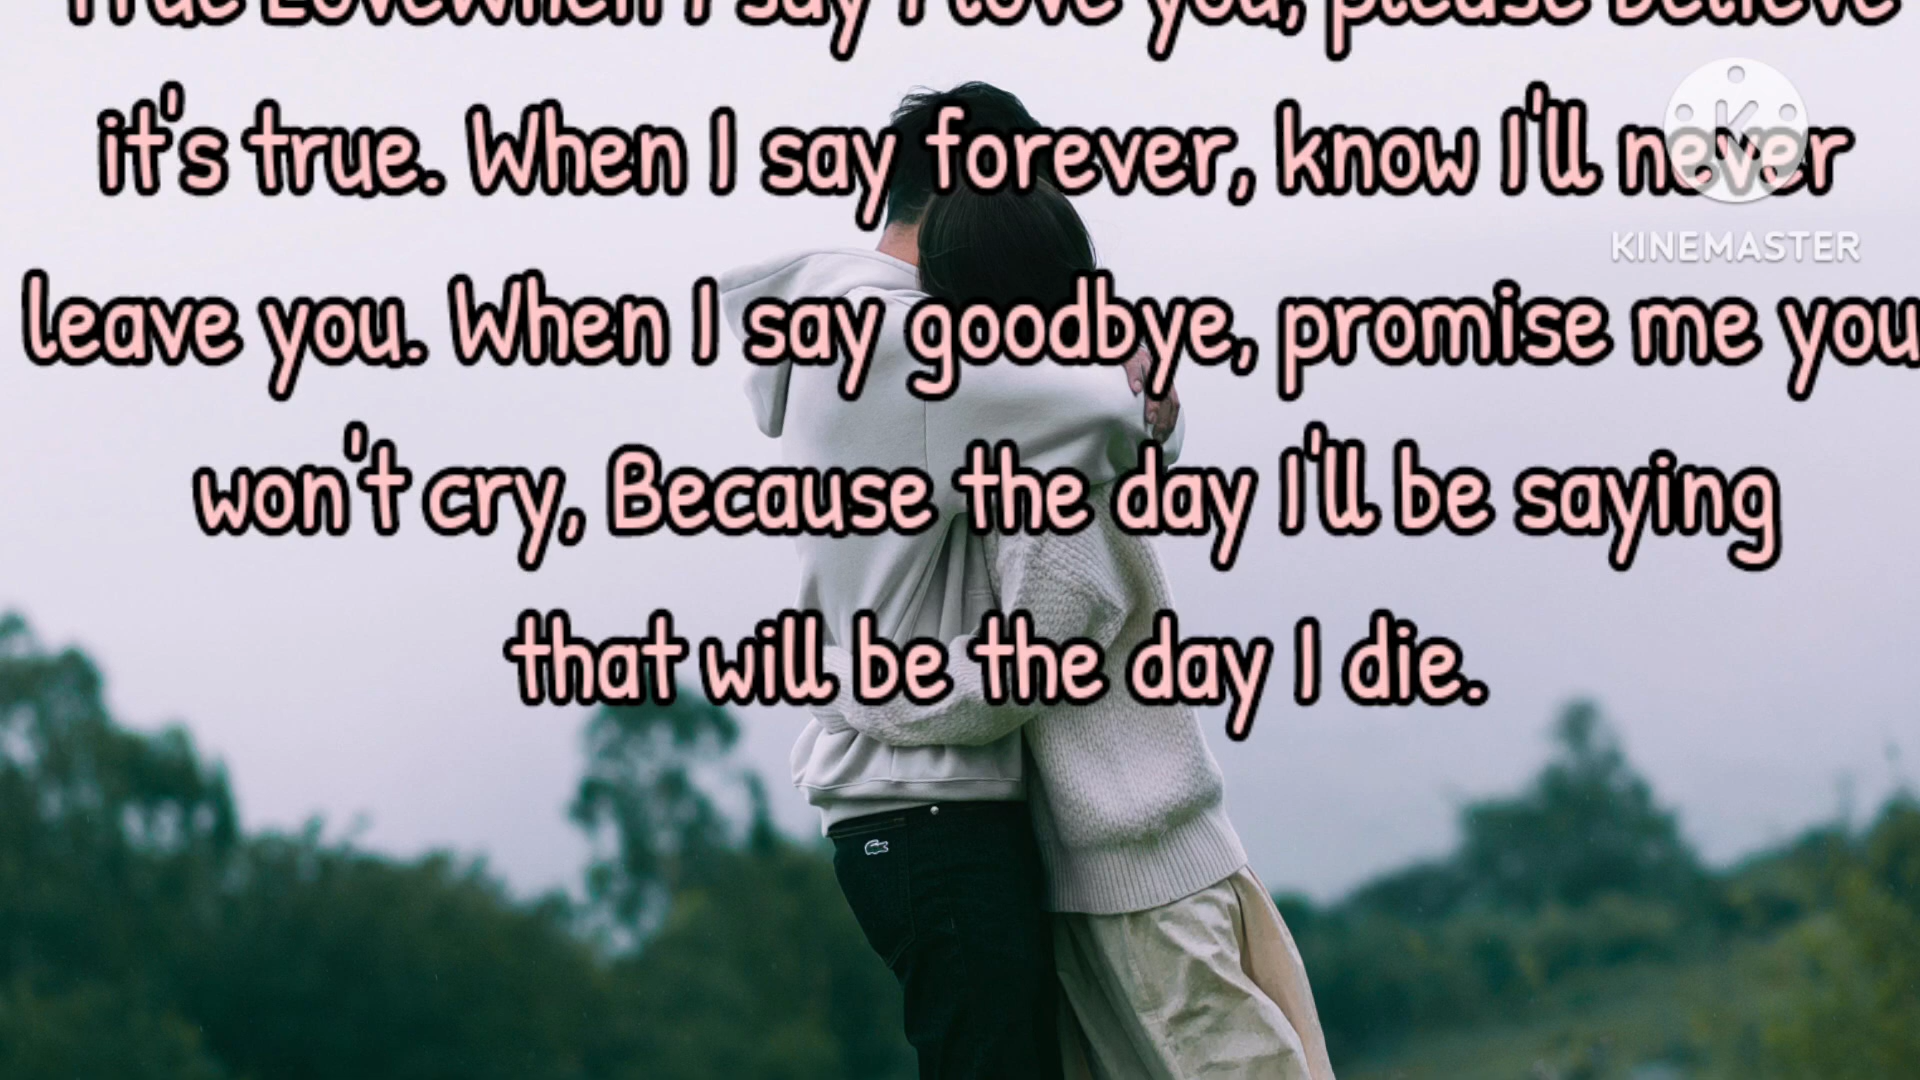 True LoveWhen I say I love you, please believe
it's true. When I say forever, know I'll never
leave you. When I say goodbye, promise me you
won't cry, Because the day I'll be saying
that will be the day I die.
KINEMASTER